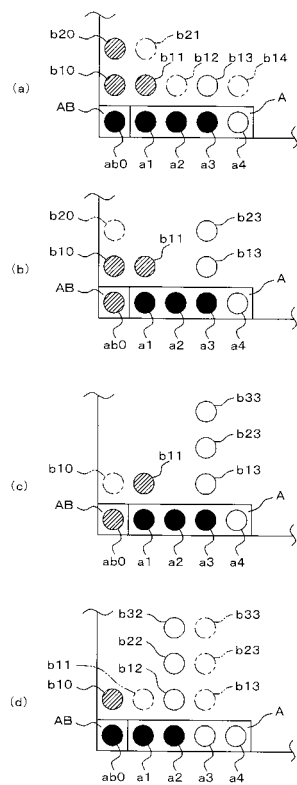 (a)
b20 b21
b10 b11 b12 b13 b14
AB A
ab0 a1 a2 a3 a4
(b)
b20 b23
b10 b11 b13
AB A
ab0 a1 a2 a3 a4
(c)
b33
b23
b10 b11 b13
AB A
ab0 a1 a2 a3 a4
(d)
b32 b33
b22 b23
b11 b12
b10 b13
AB A
ab0 a1 a2 a3 a4